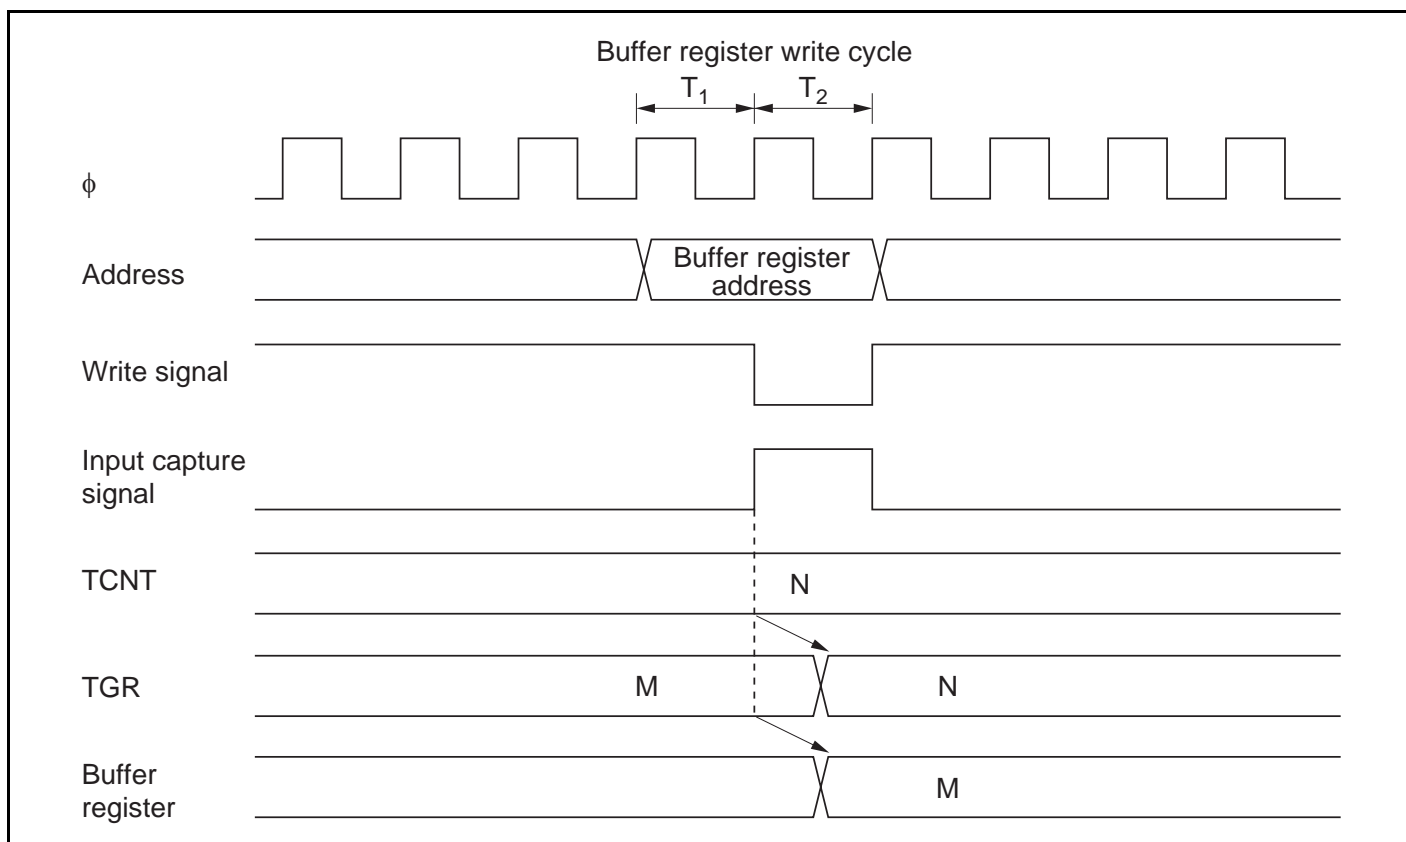 Buffer register write cycle
T1 T2
ϕ
Address
Buffer register
address
Write signal
Input capture
signal
TCNT
N
TGR
M N
Buffer
register
M